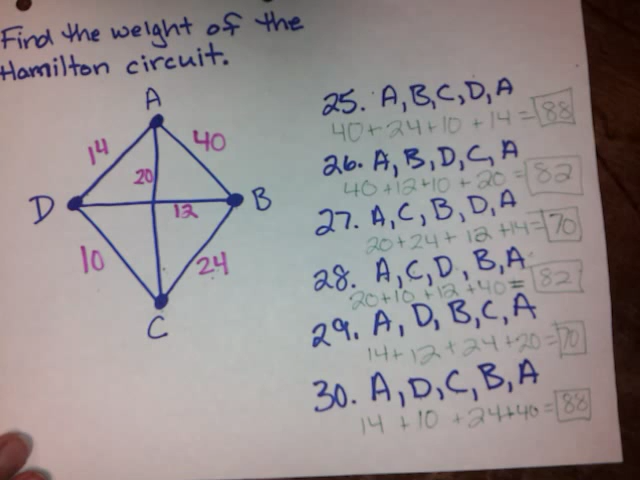 Find the weight of the
Hamilton circuit.
A
14
40
20
D
12
B
10
24
C
25. A,B,C,D,A
40+24+10+14=88
26. A,B,D,C,A
40+12+10+20=82
27. A,C,B,D,A
20+24+12+14=70
28. A,C,D,B,A
20+10+12+40=82
29. A,D,B,C,A
14+12+24+20=70
30. A,D,C,B,A
14+10+24+40=88